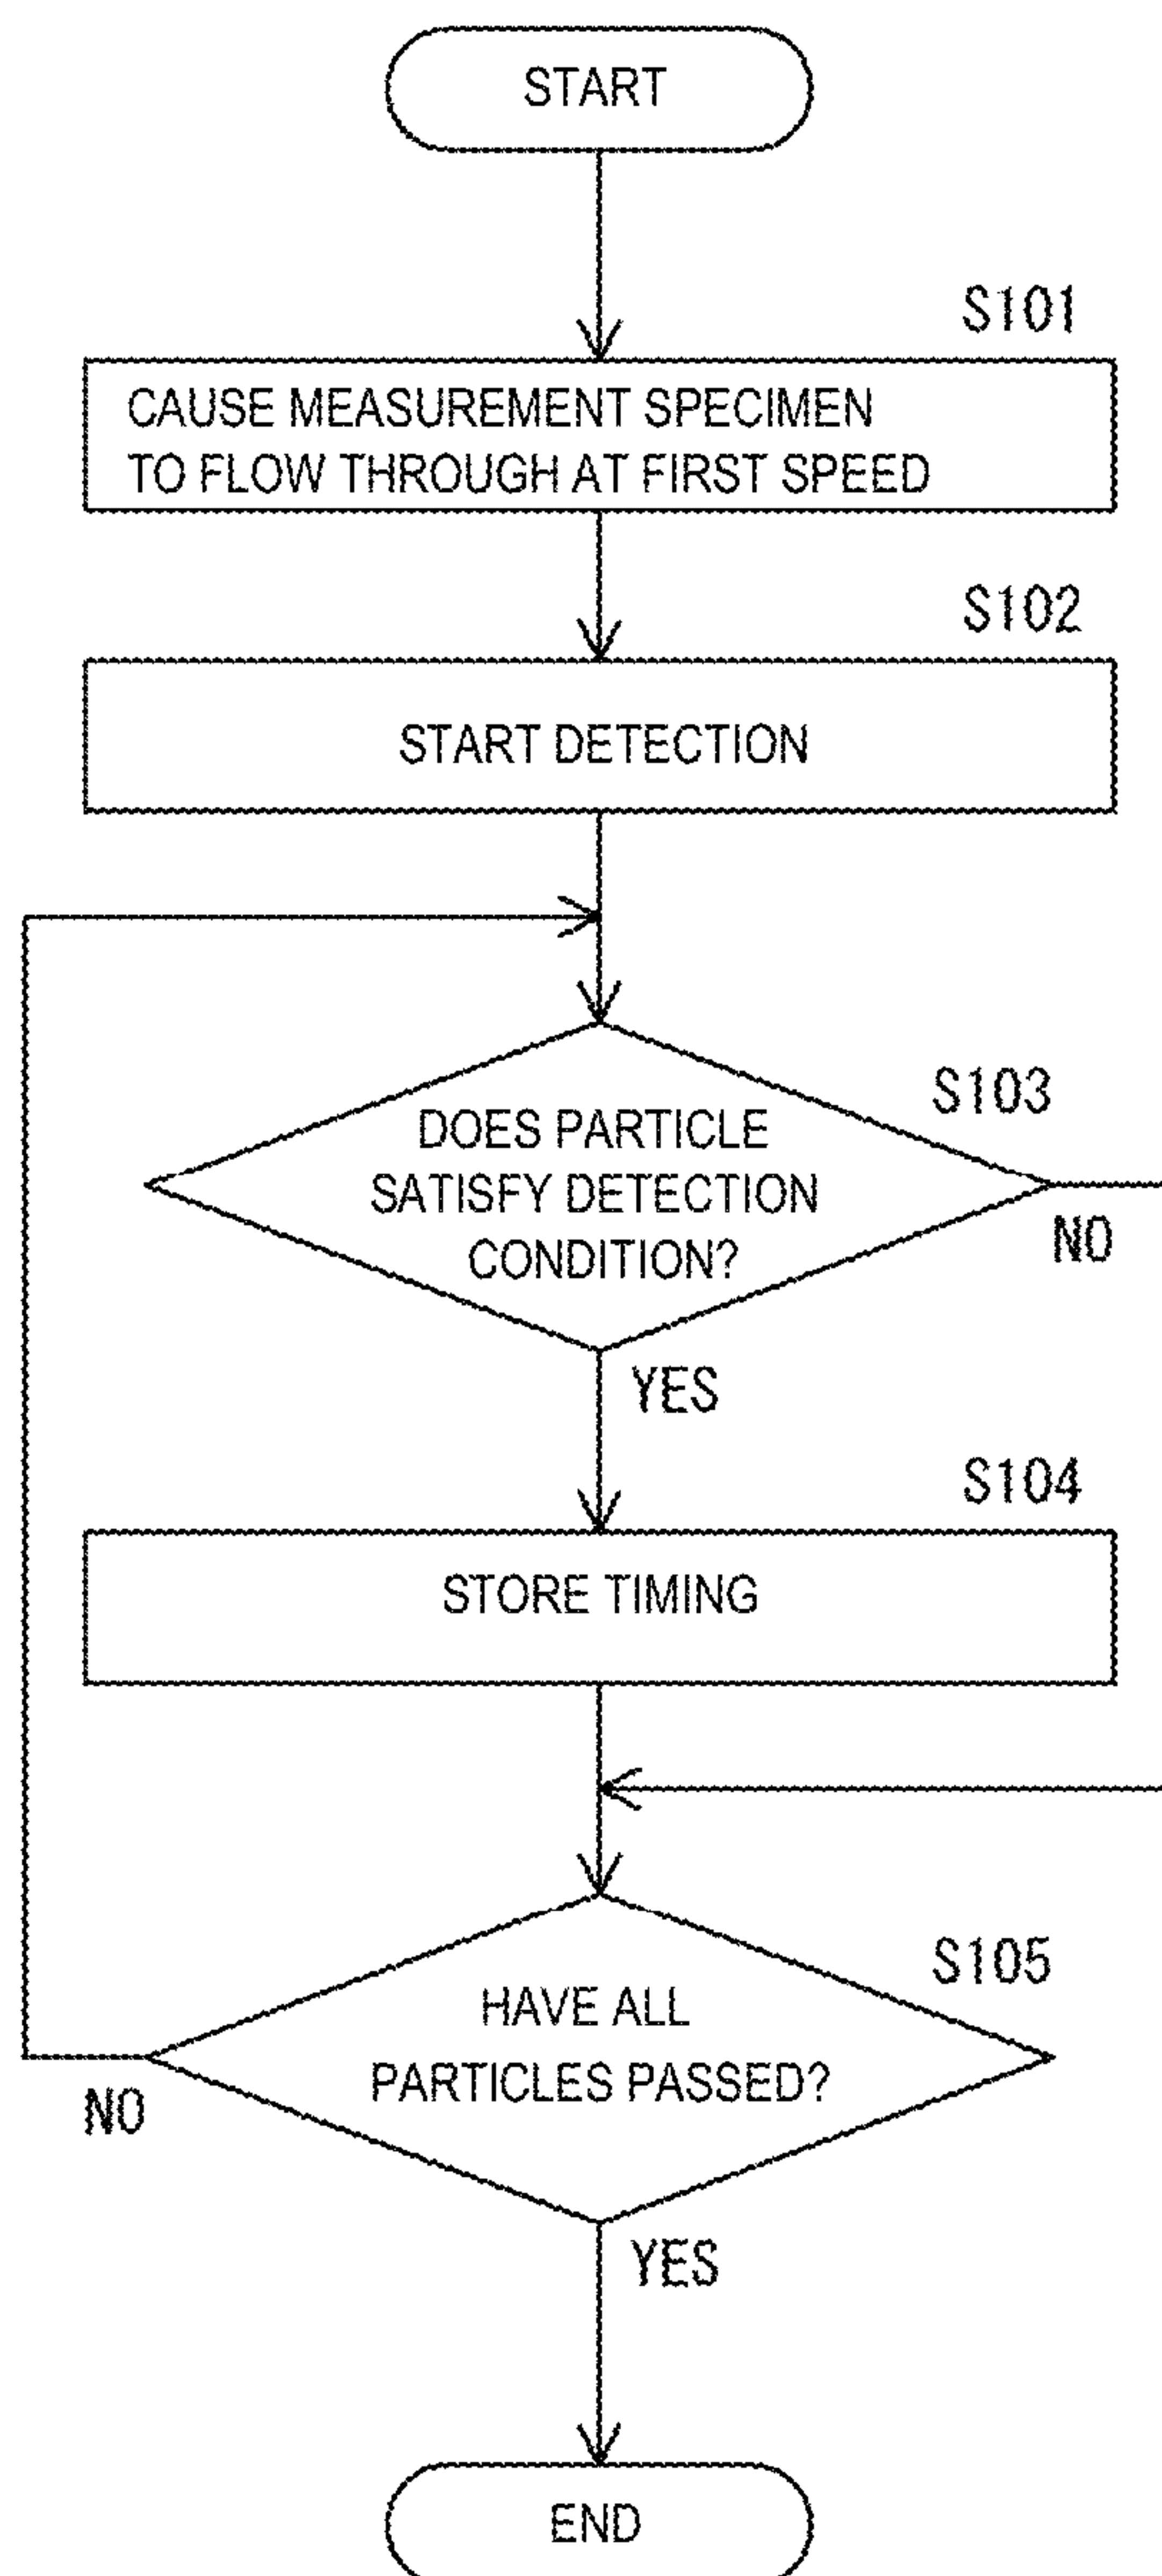 START
S101
CAUSE MEASUREMENT SPECIMEN
TO FLOW THROUGH AT FIRST SPEED
S102
START DETECTION
S103
DOES PARTICLE
SATISFY DETECTION
CONDITION?
NO
YES
S104
STORE TIMING
S105
HAVE ALL
PARTICLES PASSED?
NO
YES
END